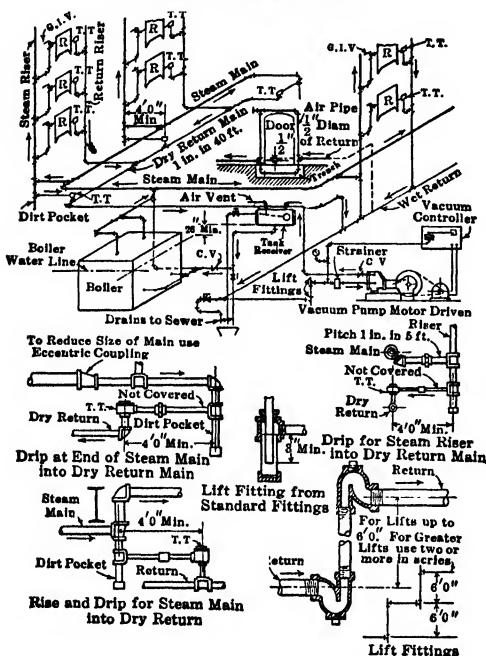 G.I.V.
T.T.
T.T.
G.I.V
T.T.
R
R
R
R
R
R
R
R
T.T.
T.T.
T.T.
T.T.
T.T.
Steam Riser
Return Riser
4'0"
Min
Steam Main
T.T
Dry Return Main
1 in. in 40 ft.
Air Pipe
1/2" Diam
of Return
Door
1/2"
Trench
Steam Main
T.T
Dirt Pocket
Air Vent
Wet Return
Vacuum
Controller
Boiler
Water Line
26" Min.
Tank
Receiver
C.V.
Strainer
C V
Boiler
Lift
Fittings
Vacuum Pump Motor Driven
Drains to Sewer
To Reduce Size of Main use
Eccentric Coupling
Not Covered
T.T.
Dirt Pocket
Dry Return
4'0" Min.
Drip at End of Steam Main
into Dry Return Main
Riser
Pitch 1 in. in 5 ft.
Steam Main
Not Covered
T.T.
Dry
Return
4'0" Min.
Drip for Steam Riser
into Dry Return Main
3" Min.
Lift Fitting from
Standard Fittings
Steam
Main
4'0" Min.
T.T
Dirt Pocket
Return
Rise and Drip for Steam Main
into Dry Return
Return
For Lifts up to
6'0". For Greater
Lifts use two or
more in series.
Return
6'0"
6'0"
Lift Fittings